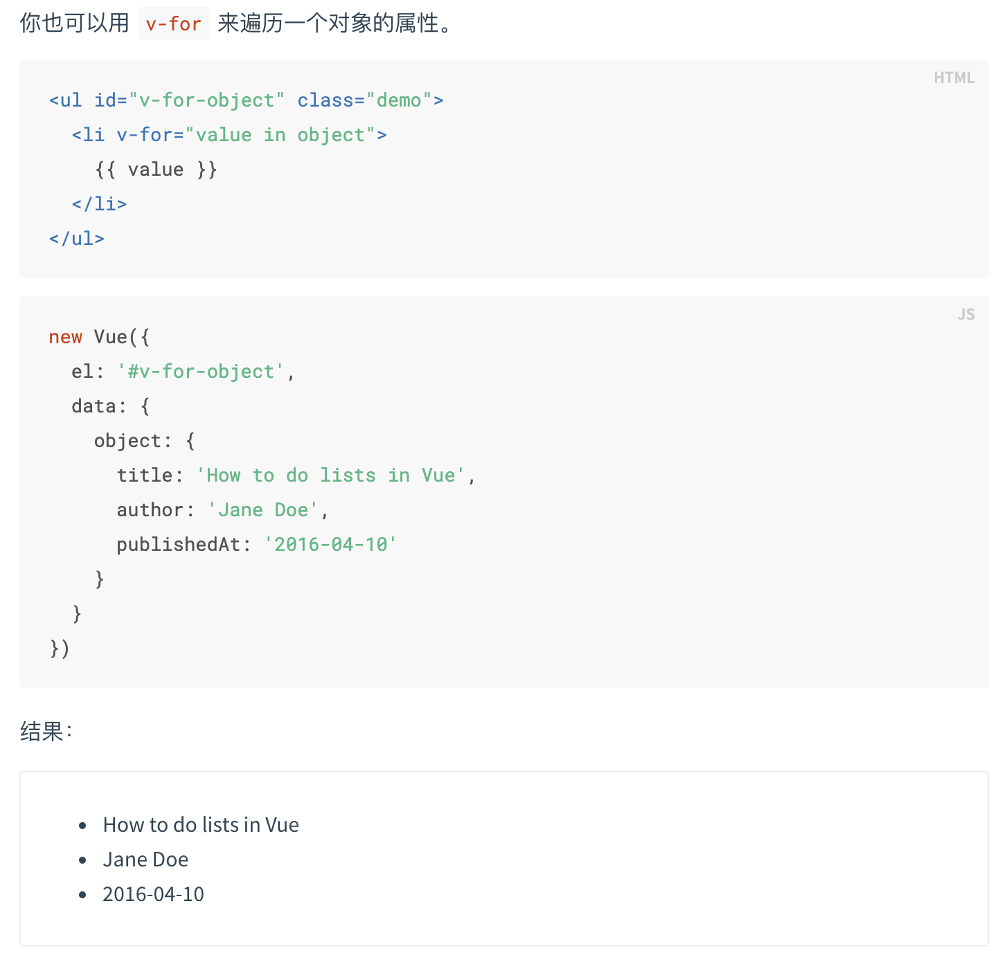 你也可以用 v-for 来遍历一个对象的属性。
HTML
<ul id="v-for-object" class="demo">
  <li v-for="value in object">
    {{ value }}
  </li>
</ul>
JS
new Vue({
  el: '#v-for-object',
  data: {
    object: {
      title: 'How to do lists in Vue',
      author: 'Jane Doe',
      publishedAt: '2016-04-10'
    }
  }
})
结果：
• How to do lists in Vue
• Jane Doe
• 2016-04-10